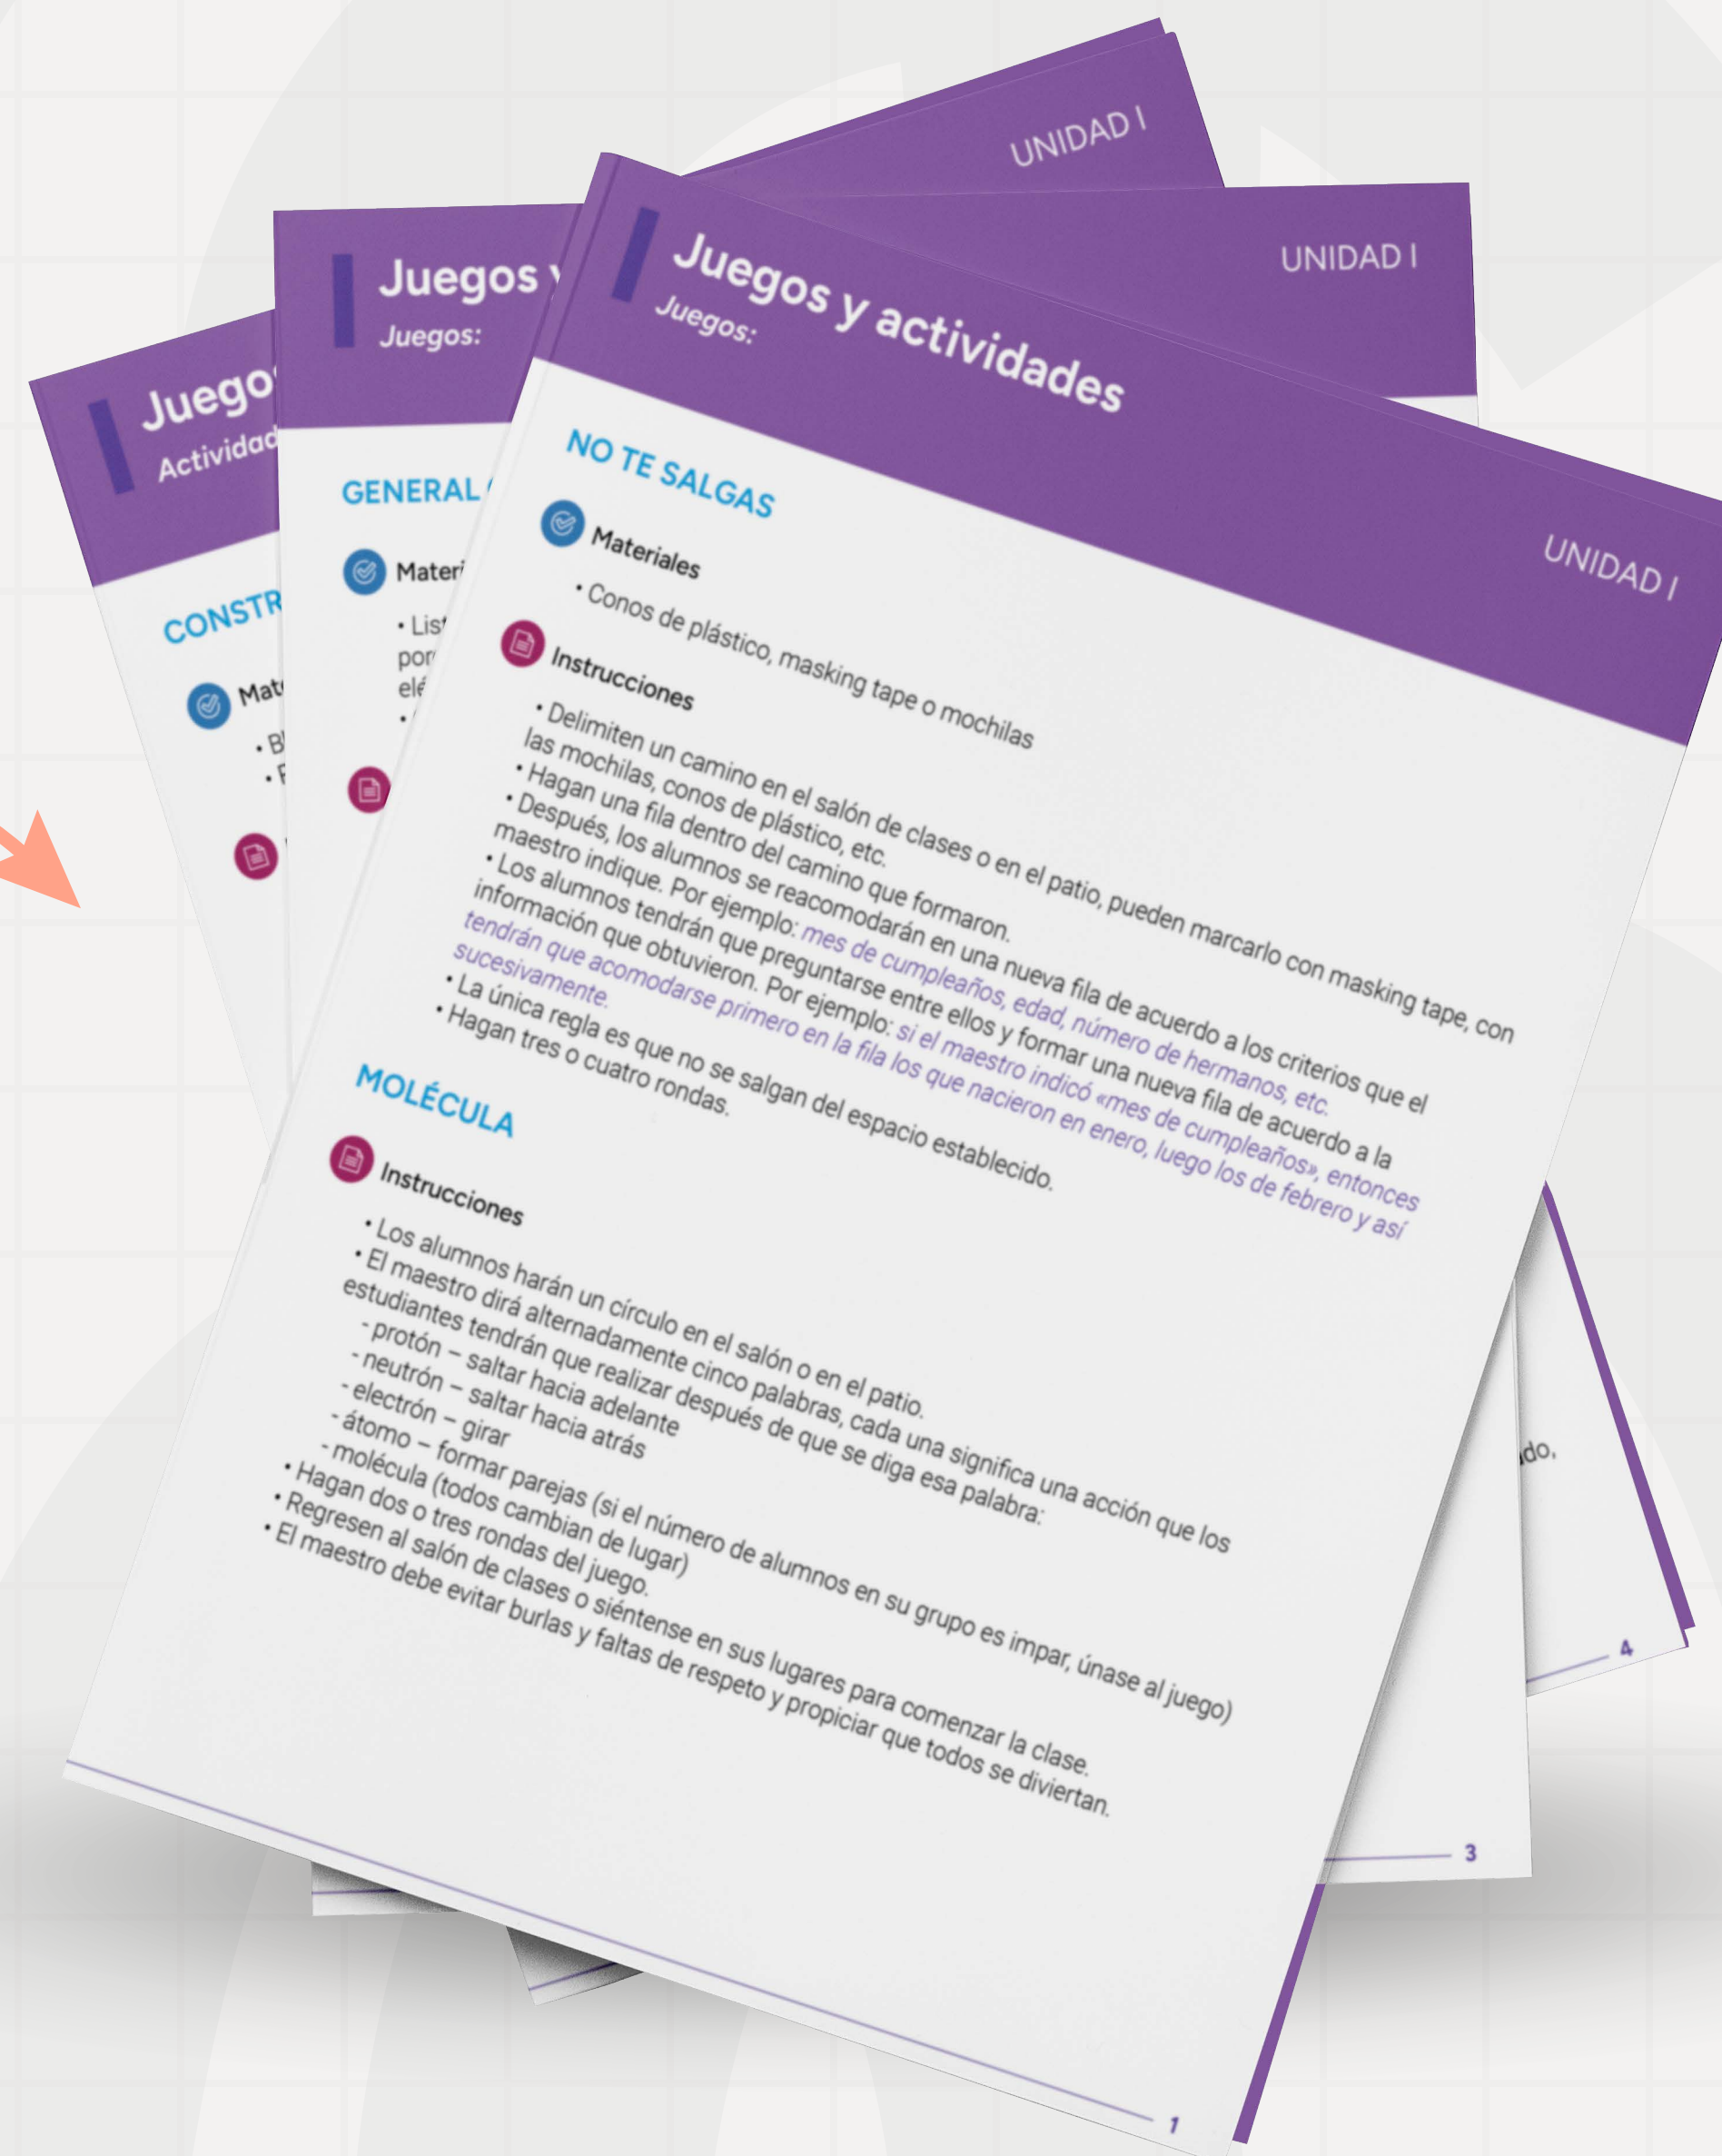 UNIDAD I
UNIDAD I
Juegos y actividades
Juegos:
UNIDAD I
NO TE SALGAS
Materiales
• Conos de plástico, masking tape o mochilas
Instrucciones
• Delimiten un camino en el salón de clases o en el patio, pueden marcarlo con masking tape, con
las mochilas, conos de plástico, etc.
• Hagan una fila dentro del camino que formaron.
• Después, los alumnos se reacomodarán en una nueva fila de acuerdo a los criterios que el
maestro indique. Por ejemplo: mes de cumpleaños, edad, número de hermanos, etc.
• Los alumnos tendrán que preguntarse entre ellos y formar una nueva fila de acuerdo a la
información que obtuvieron. Por ejemplo: si el maestro indicó «mes de cumpleaños», entonces
tendrán que acomodarse primero en la fila los que nacieron en enero, luego los de febrero y así
sucesivamente.
• La única regla es que no se salgan del espacio establecido.
• Hagan tres o cuatro rondas.
MOLÉCULA
Instrucciones
• Los alumnos harán un círculo en el salón o en el patio.
• El maestro dirá alternadamente cinco palabras, cada una significa una acción que los
estudiantes tendrán que realizar después de que se diga esa palabra:
- protón – saltar hacia adelante
- neutrón – saltar hacia atrás
- electrón – girar
- átomo – formar parejas (si el número de alumnos en su grupo es impar, únase al juego)
- molécula (todos cambian de lugar)
• Hagan dos o tres rondas del juego.
• Regresen al salón de clases o siéntense en sus lugares para comenzar la clase.
• El maestro debe evitar burlas y faltas de respeto y propiciar que todos se diviertan.
1
Juegos y
Juegos:
GENERAL
3
Juegos
4